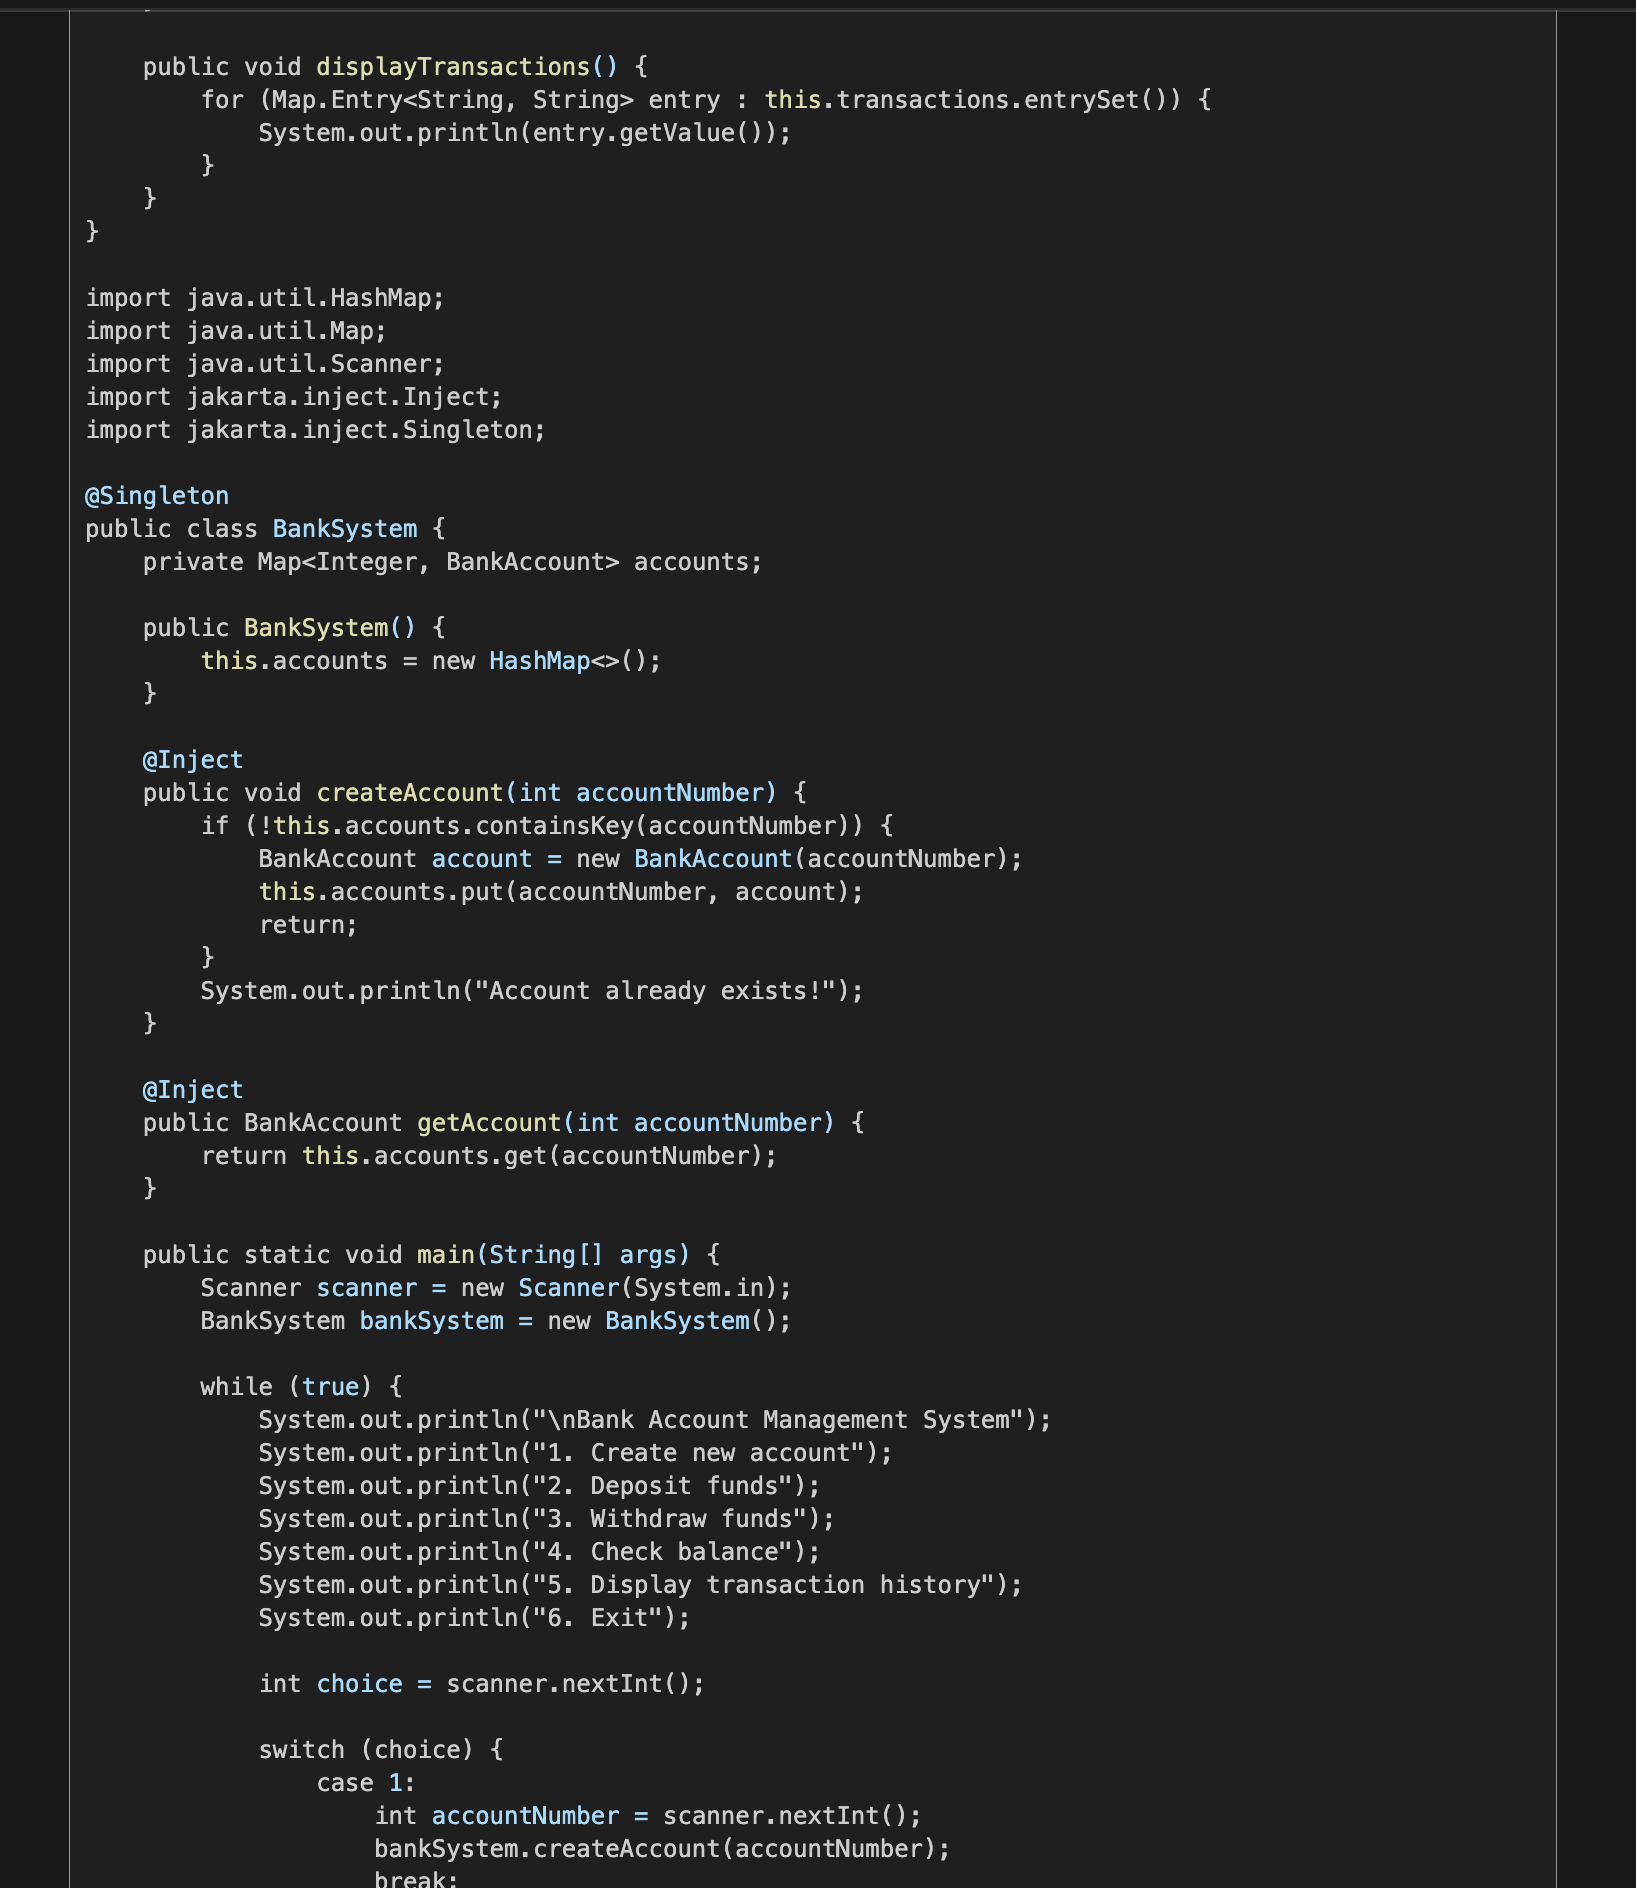 public void displayTransactions() {
        for (Map.Entry<String, String> entry : this.transactions.entrySet()) {
            System.out.println(entry.getValue());
        }
    }
}

import java.util.HashMap;
import java.util.Map;
import java.util.Scanner;
import jakarta.inject.Inject;
import jakarta.inject.Singleton;

@Singleton
public class BankSystem {
    private Map<Integer, BankAccount> accounts;

    public BankSystem() {
        this.accounts = new HashMap<>();
    }

    @Inject
    public void createAccount(int accountNumber) {
        if (!this.accounts.containsKey(accountNumber)) {
            BankAccount account = new BankAccount(accountNumber);
            this.accounts.put(accountNumber, account);
            return;
        }
        System.out.println("Account already exists!");
    }

    @Inject
    public BankAccount getAccount(int accountNumber) {
        return this.accounts.get(accountNumber);
    }

    public static void main(String[] args) {
        Scanner scanner = new Scanner(System.in);
        BankSystem bankSystem = new BankSystem();

        while (true) {
            System.out.println("\nBank Account Management System");
            System.out.println("1. Create new account");
            System.out.println("2. Deposit funds");
            System.out.println("3. Withdraw funds");
            System.out.println("4. Check balance");
            System.out.println("5. Display transaction history");
            System.out.println("6. Exit");

            int choice = scanner.nextInt();

            switch (choice) {
                case 1:
                    int accountNumber = scanner.nextInt();
                    bankSystem.createAccount(accountNumber);
                    break;